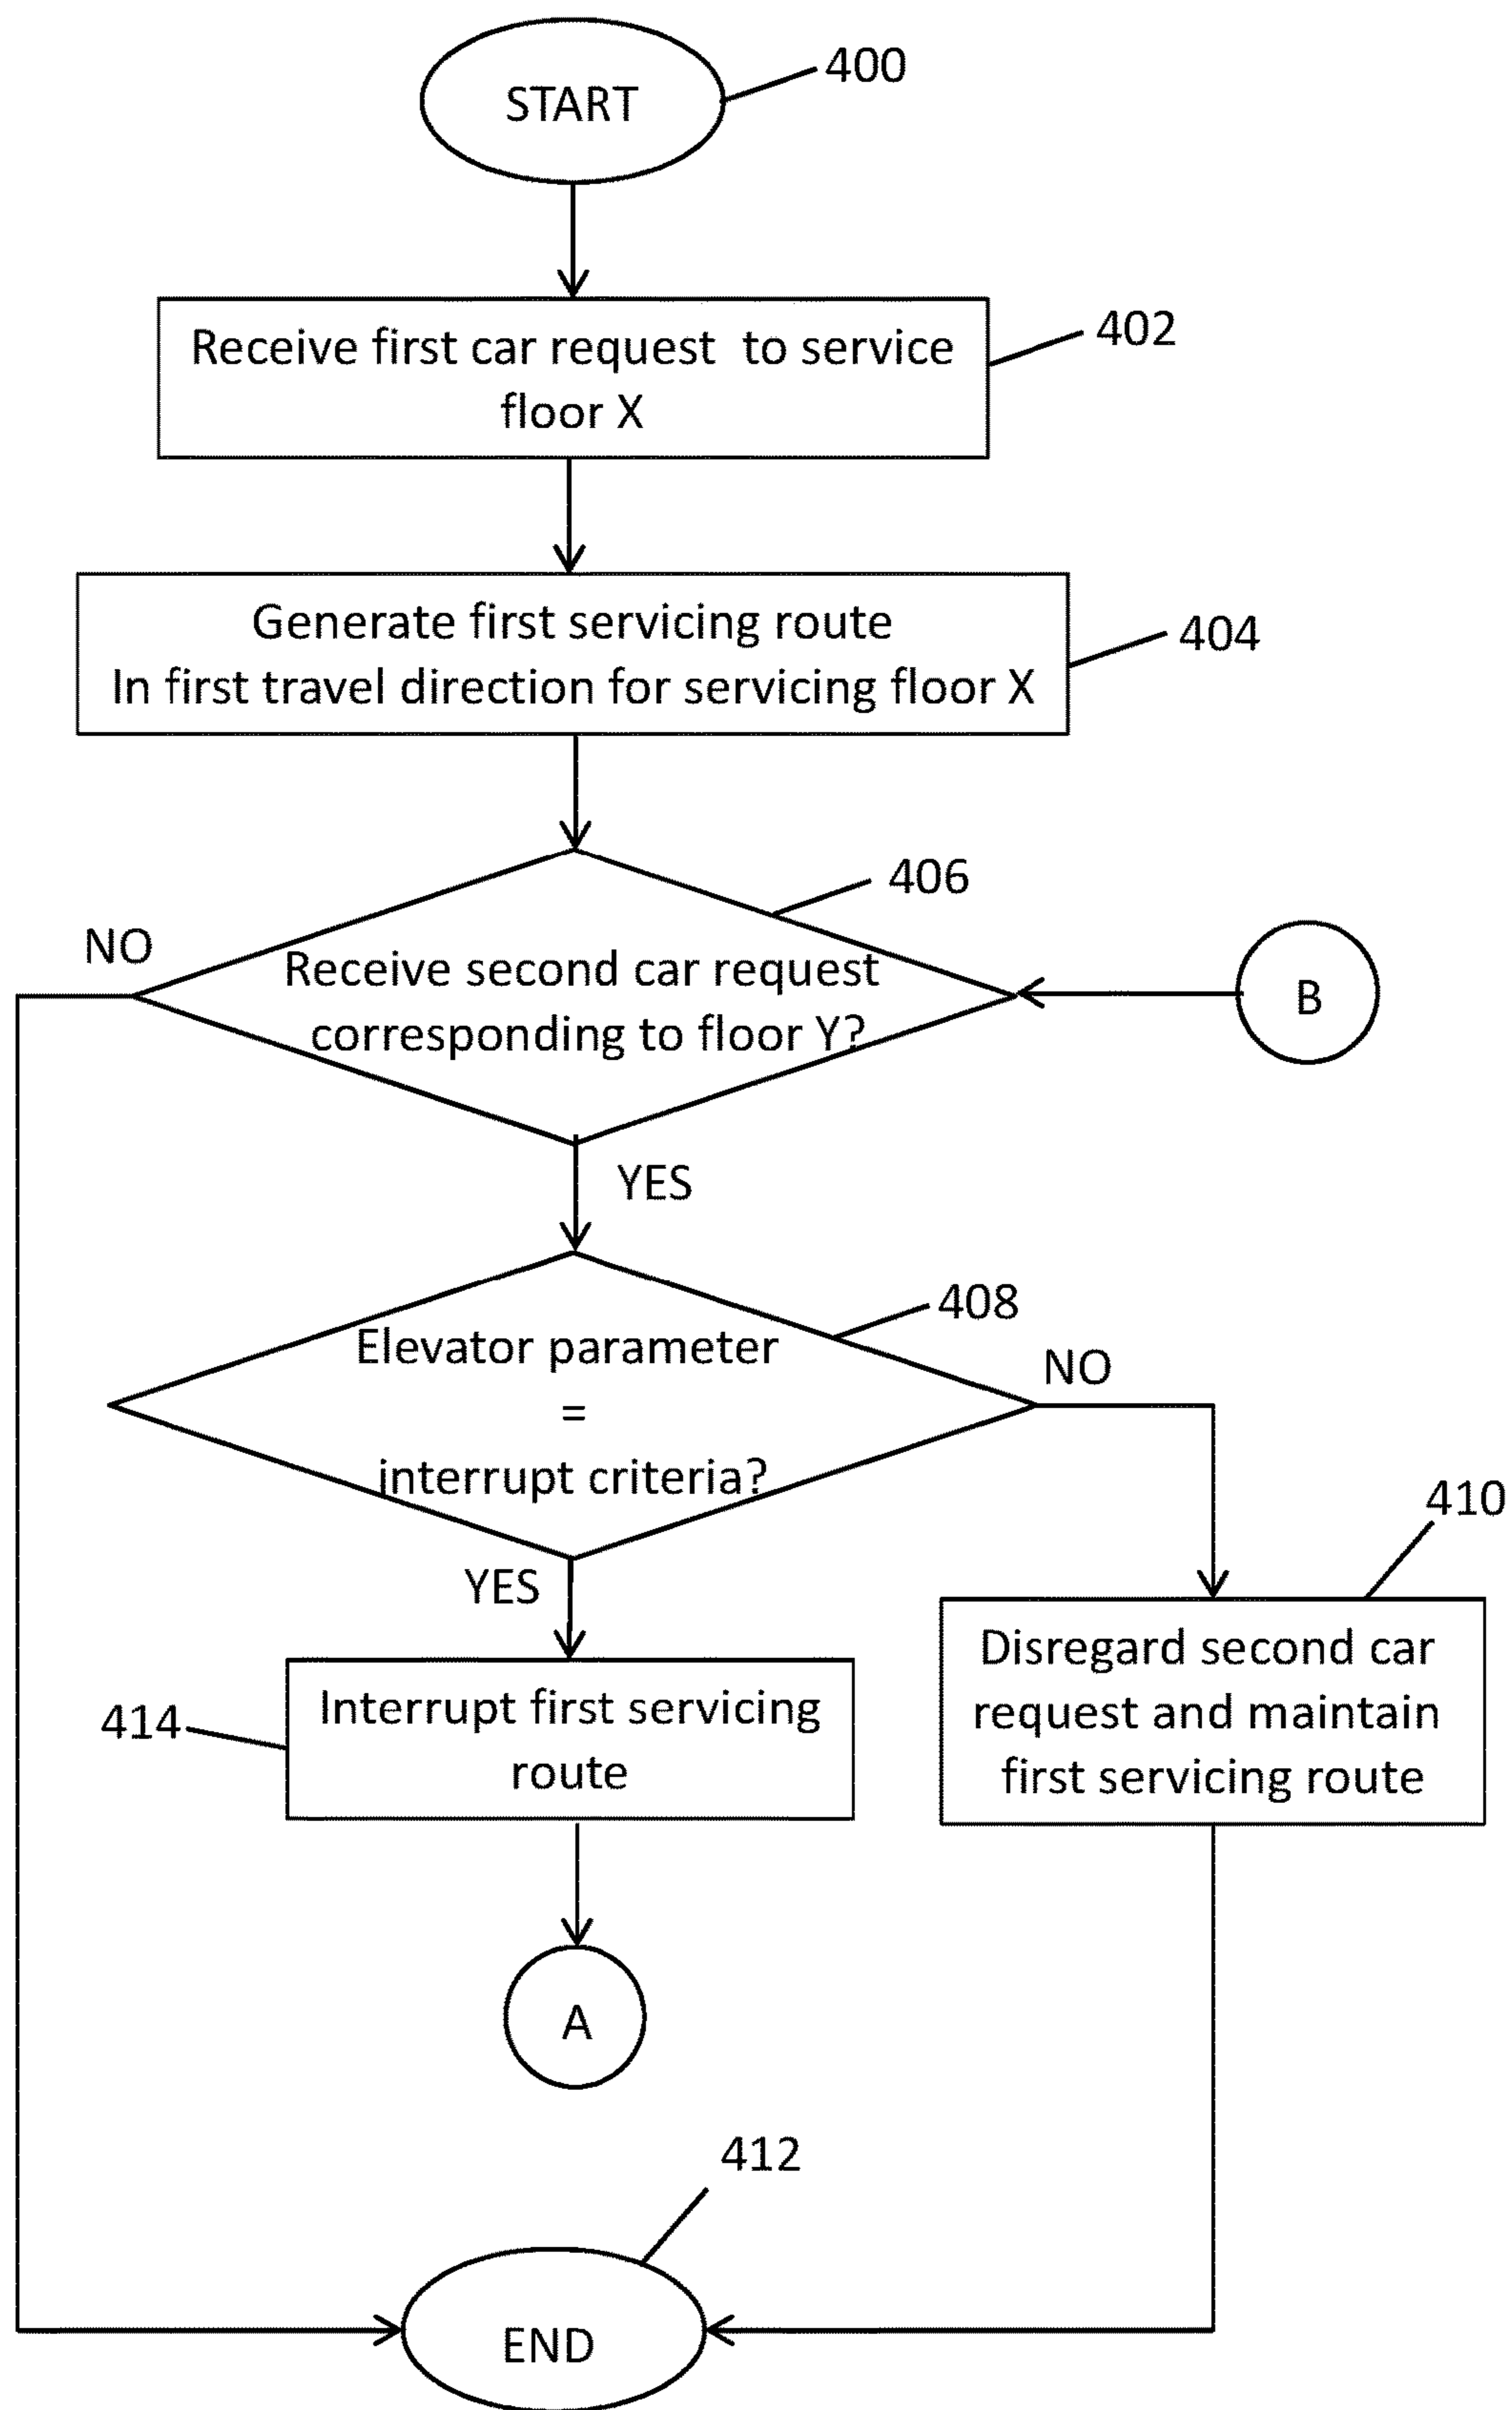 START
400
Receive first car request to service
floor X
402
Generate first servicing route
In first travel direction for servicing floor X
404
406
NO
Receive second car request
corresponding to floor Y?
B
YES
408
Elevator parameter
=
interrupt criteria?
NO
410
YES
Disregard second car
request and maintain
first servicing route
414
Interrupt first servicing
route
A
412
END